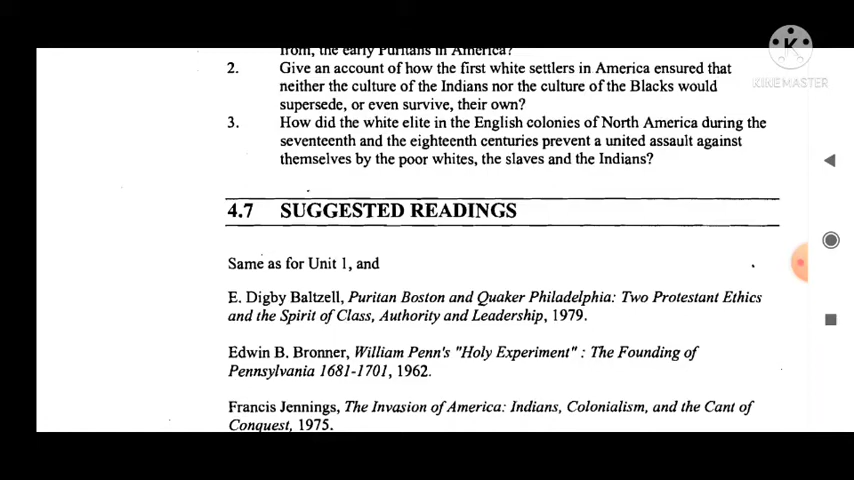 from, the early Puritans in America?
2. Give an account of how the first white settlers in America ensured that
neither the culture of the Indians nor the culture of the Blacks would
supersede, or even survive, their own?
3. How did the white elite in the English colonies of North America during the
seventeenth and the eighteenth centuries prevent a united assault against
themselves by the poor whites, the slaves and the Indians?
4.7 SUGGESTED READINGS
Same as for Unit 1, and
E. Digby Baltzell, Puritan Boston and Quaker Philadelphia: Two Protestant Ethics
and the Spirit of Class, Authority and Leadership, 1979.
Edwin B. Bronner, William Penn's "Holy Experiment" : The Founding of
Pennsylvania 1681-1701, 1962.
Francis Jennings, The Invasion of America: Indians, Colonialism, and the Cant of
Conquest, 1975.
K
KINEMASTER